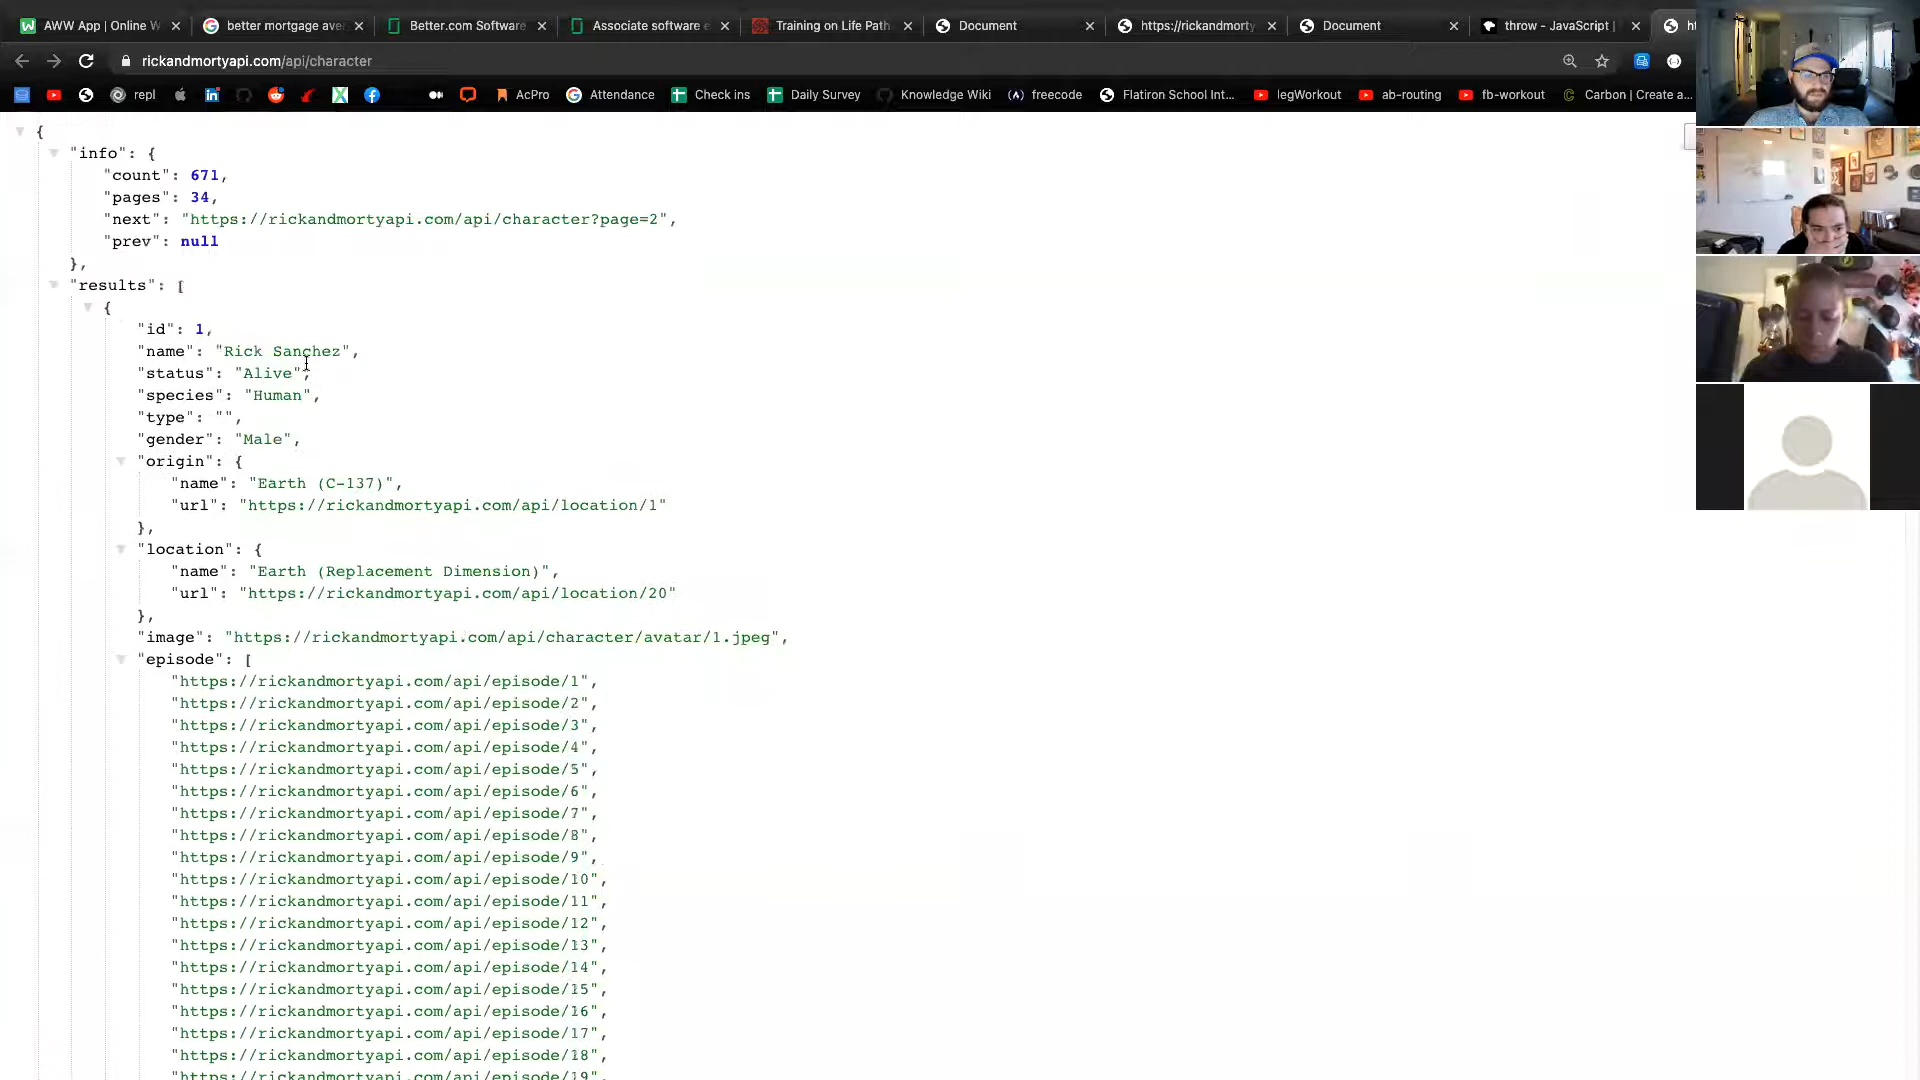 AWW App | Online W
better mortgage ave
Better.com Software
Associate software e
Training on Life Path
Document
https://rickandmorty
Document
throw - JavaScript |
rickandmortyapi.com/api/character
repl
AcPro
Attendance
Check ins
Daily Survey
Knowledge Wiki
freecode
Flatiron School Int...
legWorkout
ab-routing
fb-workout
Carbon | Create a...
{
"info": {
"count": 671,
"pages": 34,
"next": "https://rickandmortyapi.com/api/character?page=2",
"prev": null
},
"results": [
{
"id": 1,
"name": "Rick Sanchez",
"status": "Alive",
"species": "Human",
"type": "",
"gender": "Male",
"origin": {
"name": "Earth (C-137)",
"url": "https://rickandmortyapi.com/api/location/1"
},
"location": {
"name": "Earth (Replacement Dimension)",
"url": "https://rickandmortyapi.com/api/location/20"
},
"image": "https://rickandmortyapi.com/api/character/avatar/1.jpeg",
"episode": [
"https://rickandmortyapi.com/api/episode/1",
"https://rickandmortyapi.com/api/episode/2",
"https://rickandmortyapi.com/api/episode/3",
"https://rickandmortyapi.com/api/episode/4",
"https://rickandmortyapi.com/api/episode/5",
"https://rickandmortyapi.com/api/episode/6",
"https://rickandmortyapi.com/api/episode/7",
"https://rickandmortyapi.com/api/episode/8",
"https://rickandmortyapi.com/api/episode/9",
"https://rickandmortyapi.com/api/episode/10",
"https://rickandmortyapi.com/api/episode/11",
"https://rickandmortyapi.com/api/episode/12",
"https://rickandmortyapi.com/api/episode/13",
"https://rickandmortyapi.com/api/episode/14",
"https://rickandmortyapi.com/api/episode/15",
"https://rickandmortyapi.com/api/episode/16",
"https://rickandmortyapi.com/api/episode/17",
"https://rickandmortyapi.com/api/episode/18",
"https://rickandmortyapi.com/api/episode/19",